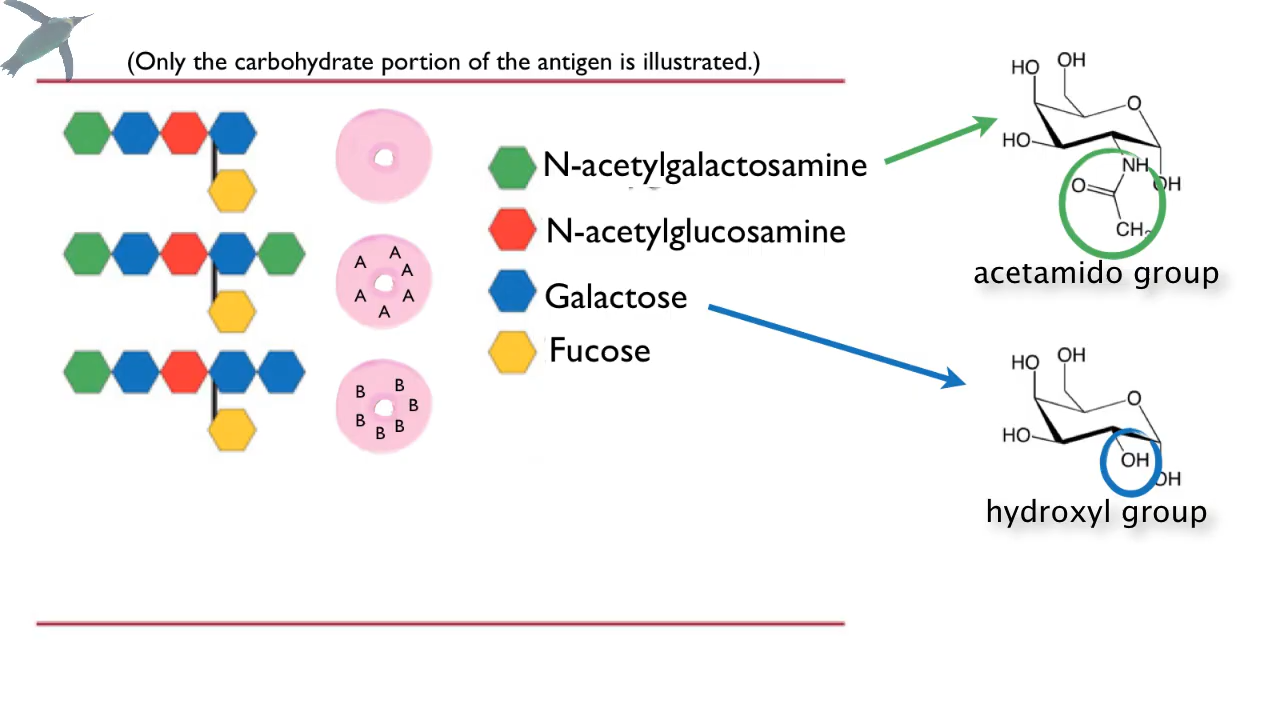 (Only the carbohydrate portion of the antigen is illustrated.)
N-acetylgalactosamine
N-acetylglucosamine
Galactose
Fucose
A A A A A A
B B B B B B
HO OH O HO NH OH O CH₃
acetamido group
HO OH O HO OH OH
hydroxyl group